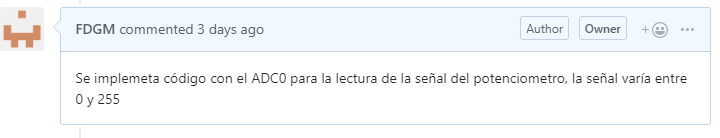 FDGM commented 3 days ago Author Owner
Se implemeta código con el ADC0 para la lectura de la señal del potenciometro, la señal varía entre
0 y 255